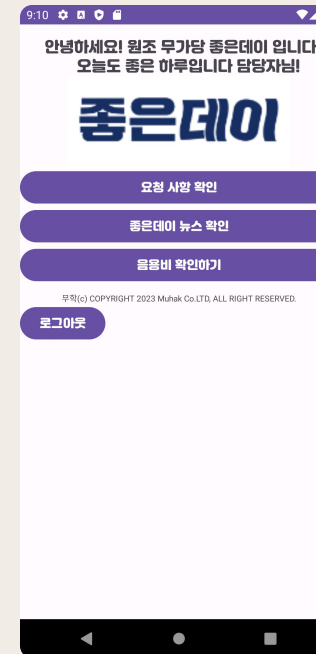 9:10
안녕하세요! 원조 무가당 좋은데이 입니다
오늘도 좋은 하루입니다 담당자님!
좋은데이
요청 사항 확인
좋은데이 뉴스 확인
음용비 확인하기
무학(c) COPYRIGHT 2023 Muhak Co.LTD, ALL RIGHT RESERVED.
로그아웃